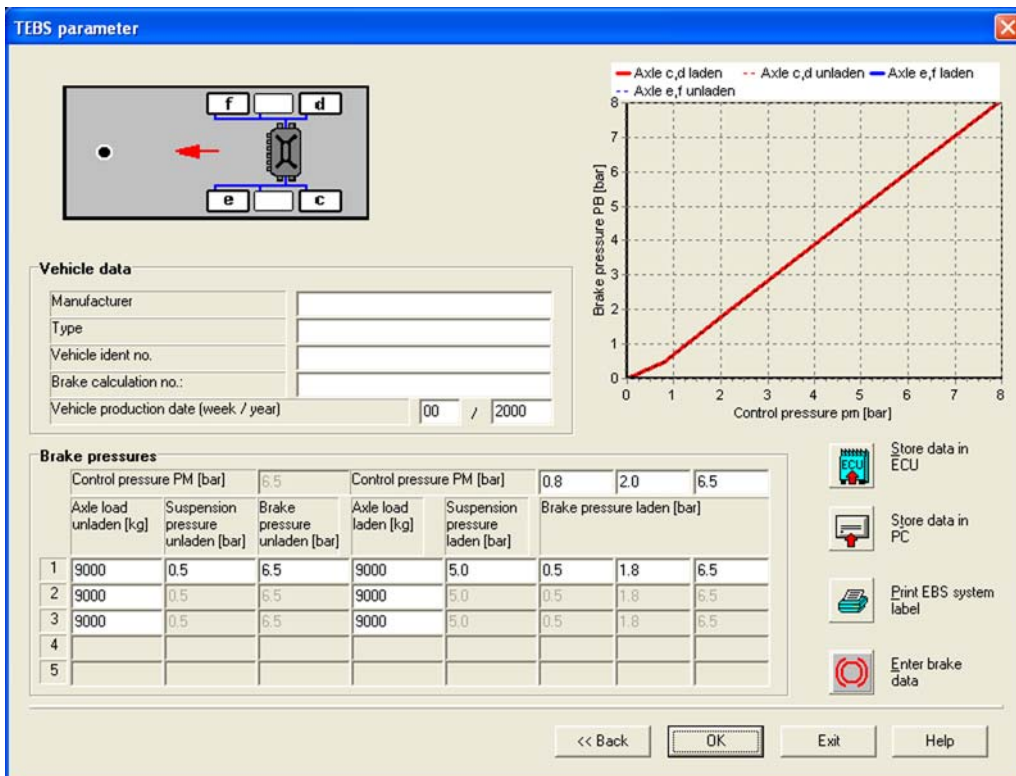 TEBS parameter
f d
e c
Axle c,d laden Axle c,d unladen Axle e,f laden
Axle e,f unladen
8
7
6
5
4
3
2
1
0
Brake pressure PB [bar]
0 1 2 3 4 5 6 7 8
Control pressure pm [bar]
Vehicle data
Manufacturer
Type
Vehicle ident no.
Brake calculation no.:
Vehicle production date (week / year) 00 / 2000
Brake pressures
Control pressure PM [bar] 6.5 Control pressure PM [bar] 0.8 2.0 6.5
Axle load unladen [kg] Suspension pressure unladen [bar] Brake pressure unladen [bar] Axle load laden [kg] Suspension pressure laden [bar] Brake pressure laden [bar]
1 9000 0.5 6.5 9000 5.0 0.5 1.8 6.5
2 9000 0.5 6.5 9000 5.0 0.5 1.8 6.5
3 9000 0.5 6.5 9000 5.0 0.5 1.8 6.5
4
5
ECU
Store data in
ECU
Store data in
PC
Print EBS system
label
Enter brake
data
<< Back OK Exit Help